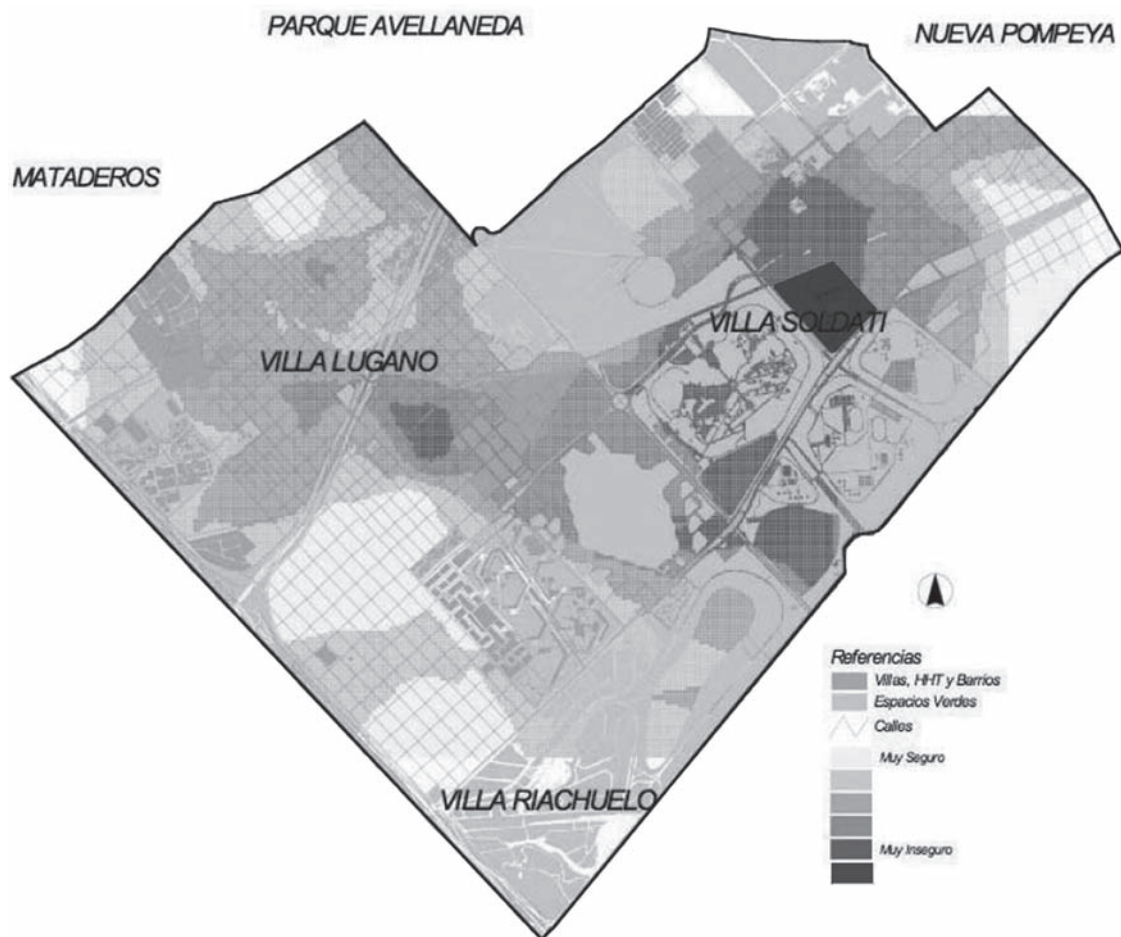 PARQUE AVELLANEDA
NUEVA POMPEYA
MATADEROS
VILLA SOLDATI
VILLA LUGANO
VILLA RIACHUELO
Referencias
Villas, HHT y Barrios
Espacios Verdes
Calles
Muy Seguro
Muy Inseguro